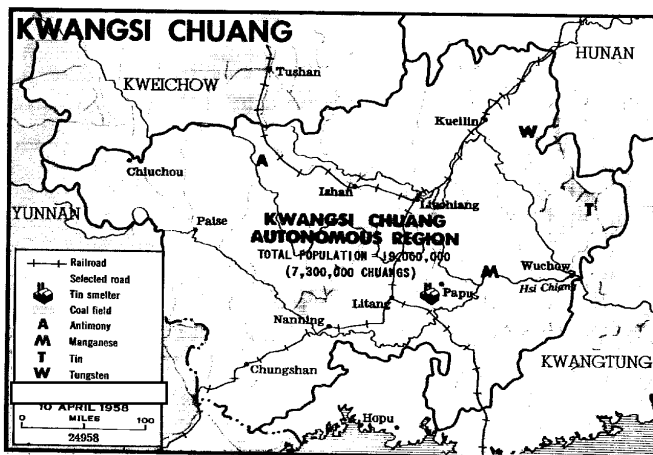 KWANGSI CHUANG
HUNAN
Tushan
KWEICHOW
Kueilin
W
A
Chiuchou
Ishan
Liuchiang
T
YUNNAN
Paise
KWANGSI CHUANG
AUTONOMOUS REGION
TOTAL POPULATION = 19,000,000
(7,300,000 CHUANGS)
Wuchow
M
Hsi Chiang
Papu
Litang
Nanning
KWANGTUNG
Chungshan
Hopu
Railroad
Selected road
Tin smelter
Coal field
A Antimony
M Manganese
T Tin
W Tungsten
10 APRIL 1958
MILES
0 100
24958